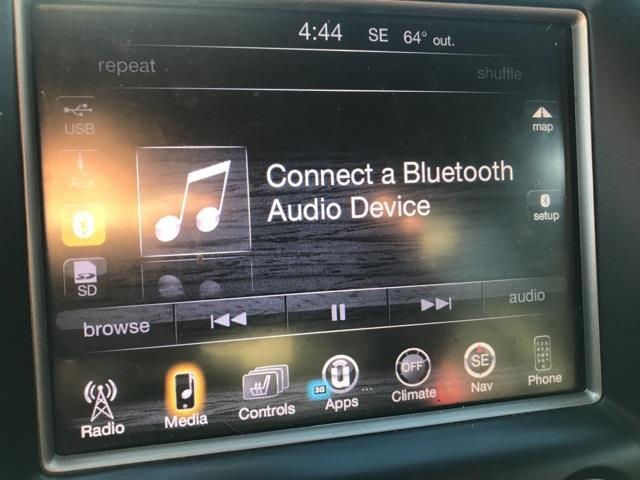 4:44 SE 64° out.
repeat shuffle
USB
Aux
map
Connect a Bluetooth
Audio Device
setup
SD
browse audio
Radio
Media
Controls
3G
Apps
OFF
Climate
SE
Nav
Phone